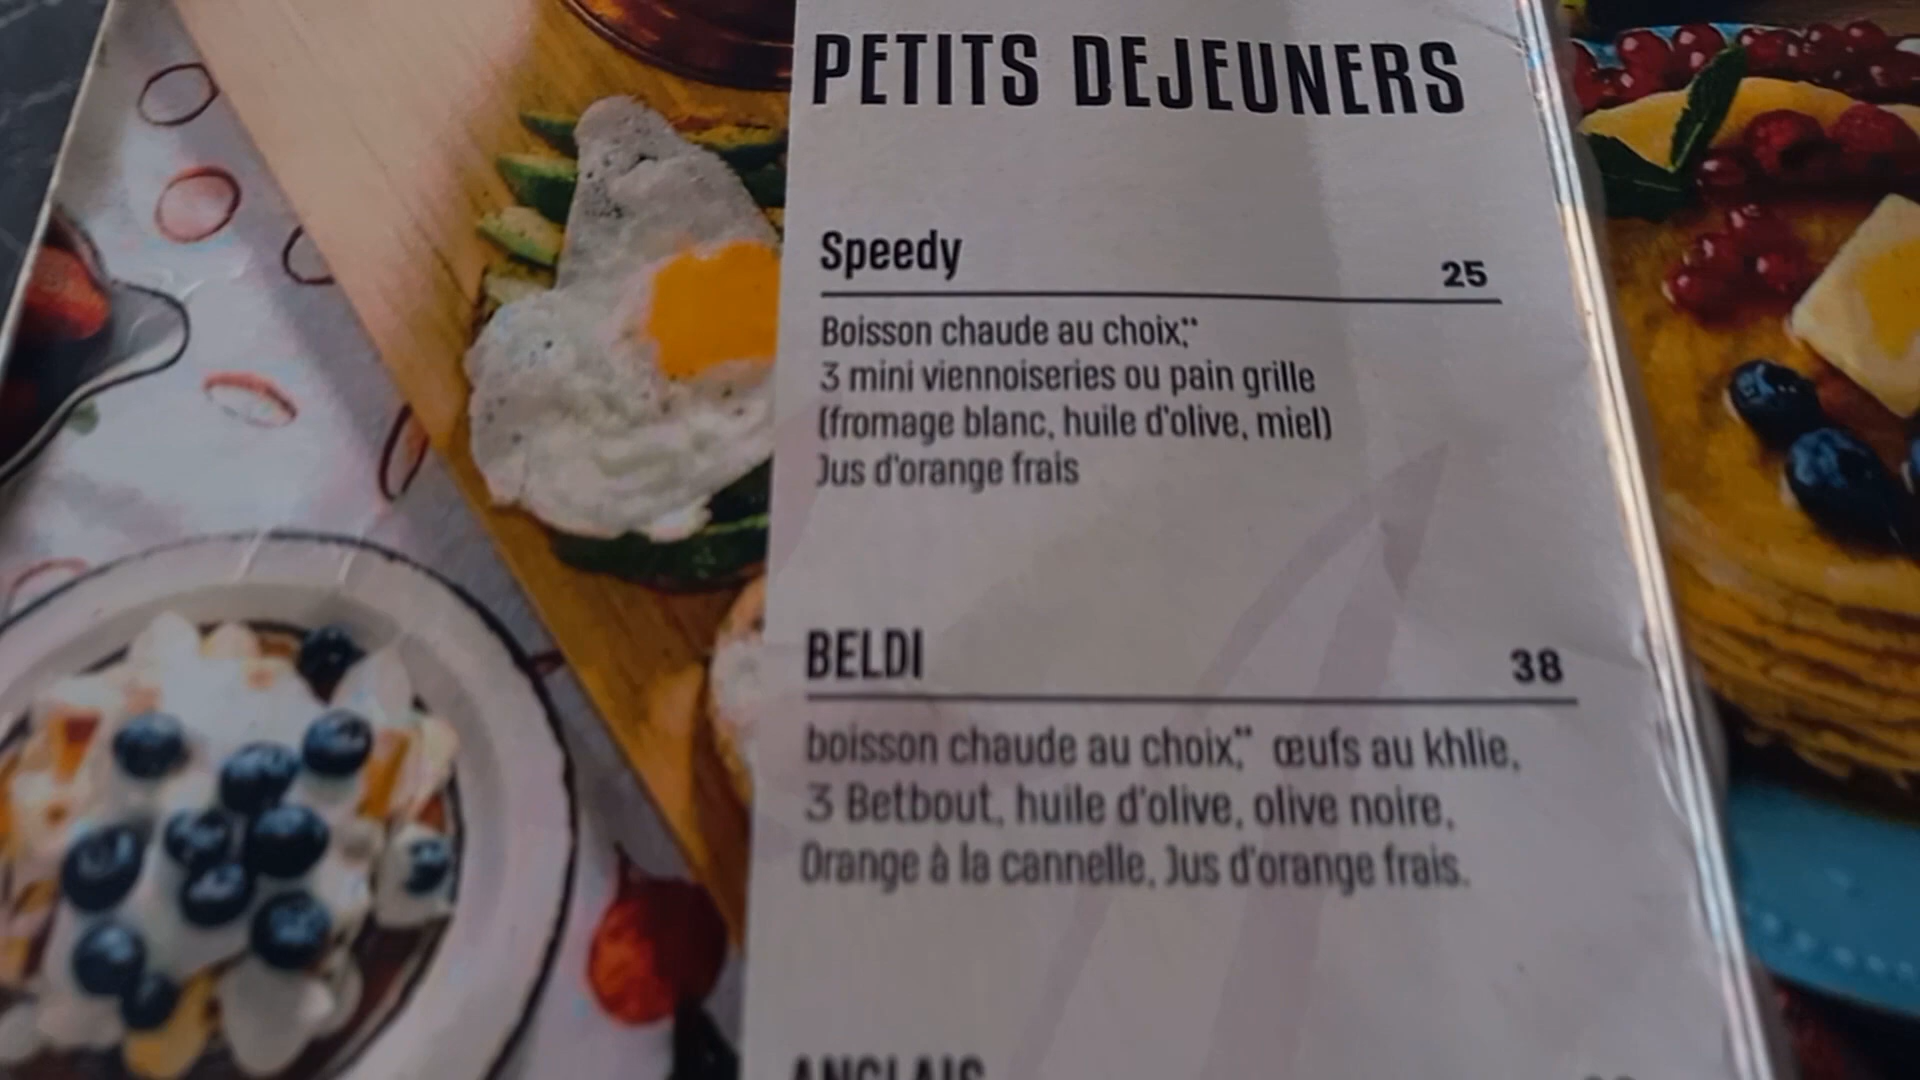 PETITS DEJEUNERS
Speedy 25
Boisson chaude au choix,**
3 mini viennoiseries ou pain grille
(fromage blanc, huile d'olive, miel)
Jus d'orange frais
BELDI 38
boisson chaude au choix,** œufs au khlie,
3 Betbout, huile d'olive, olive noire,
Orange à la cannelle, Jus d'orange frais.
ANGLAIS